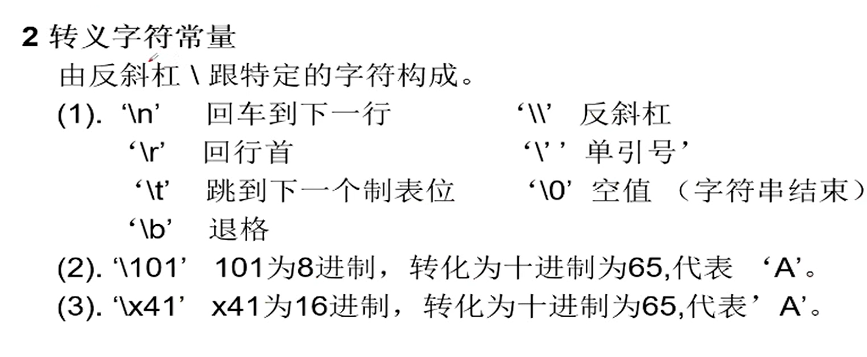 2 转义字符常量
由反斜杠 \ 跟特定的字符构成。
(1). ‘\n’ 回车到下一行 ‘\\’ 反斜杠
‘\r’ 回行首 ‘\’ ’ 单引号’
‘\t’ 跳到下一个制表位 ‘\0’ 空值 （字符串结束）
‘\b’ 退格
(2). ‘\101’ 101为8进制，转化为十进制为65,代表 ‘A’。
(3). ‘\x41’ x41为16进制，转化为十进制为65,代表’ A’。